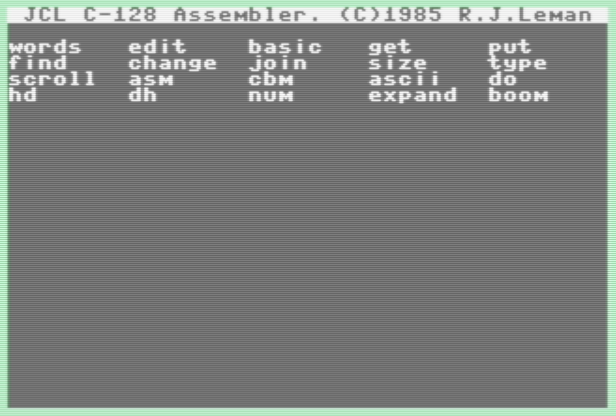 JCL C-128 Assembler. (C)1985 R.J.Leman
words edit basic get put
find change join size type
scroll asm cbm ascii do
hd dh num expand boom